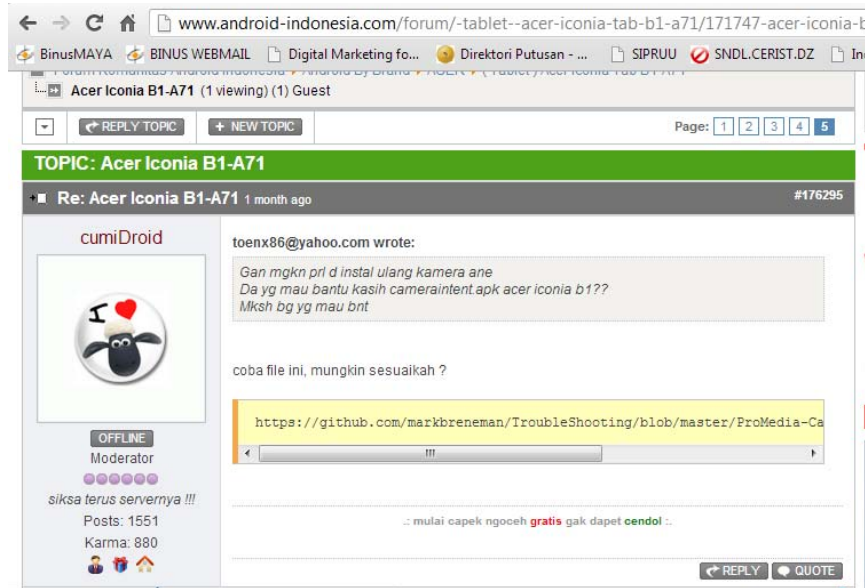 www.android-indonesia.com/forum/-tablet--acer-iconia-tab-b1-a71/171747-acer-iconia-b
BinusMAYA BINUS WEBMAIL Digital Marketing fo... Direktori Putusan - ... SIPRUU SNDL.CERIST.DZ
Acer Iconia B1-A71 (1 viewing) (1) Guest
REPLY TOPIC + NEW TOPIC Page: 1 2 3 4 5
TOPIC: Acer Iconia B1-A71
Re: Acer Iconia B1-A71 1 month ago #176295
cumiDroid
I
OFFLINE
Moderator
siksa terus servernya !!!
Posts: 1551
Karma: 880
toenx86@yahoo.com wrote:
Gan mgkn prl d instal ulang kamera ane
Da yg mau bantu kasih cameraintent.apk acer iconia b1??
Mksh bg yg mau bnt
coba file ini, mungkin sesuaikah ?
https://github.com/markbreneman/TroubleShooting/blob/master/ProMedia-Ca
.: mulai capek ngoceh gratis gak dapet cendol :.
REPLY QUOTE